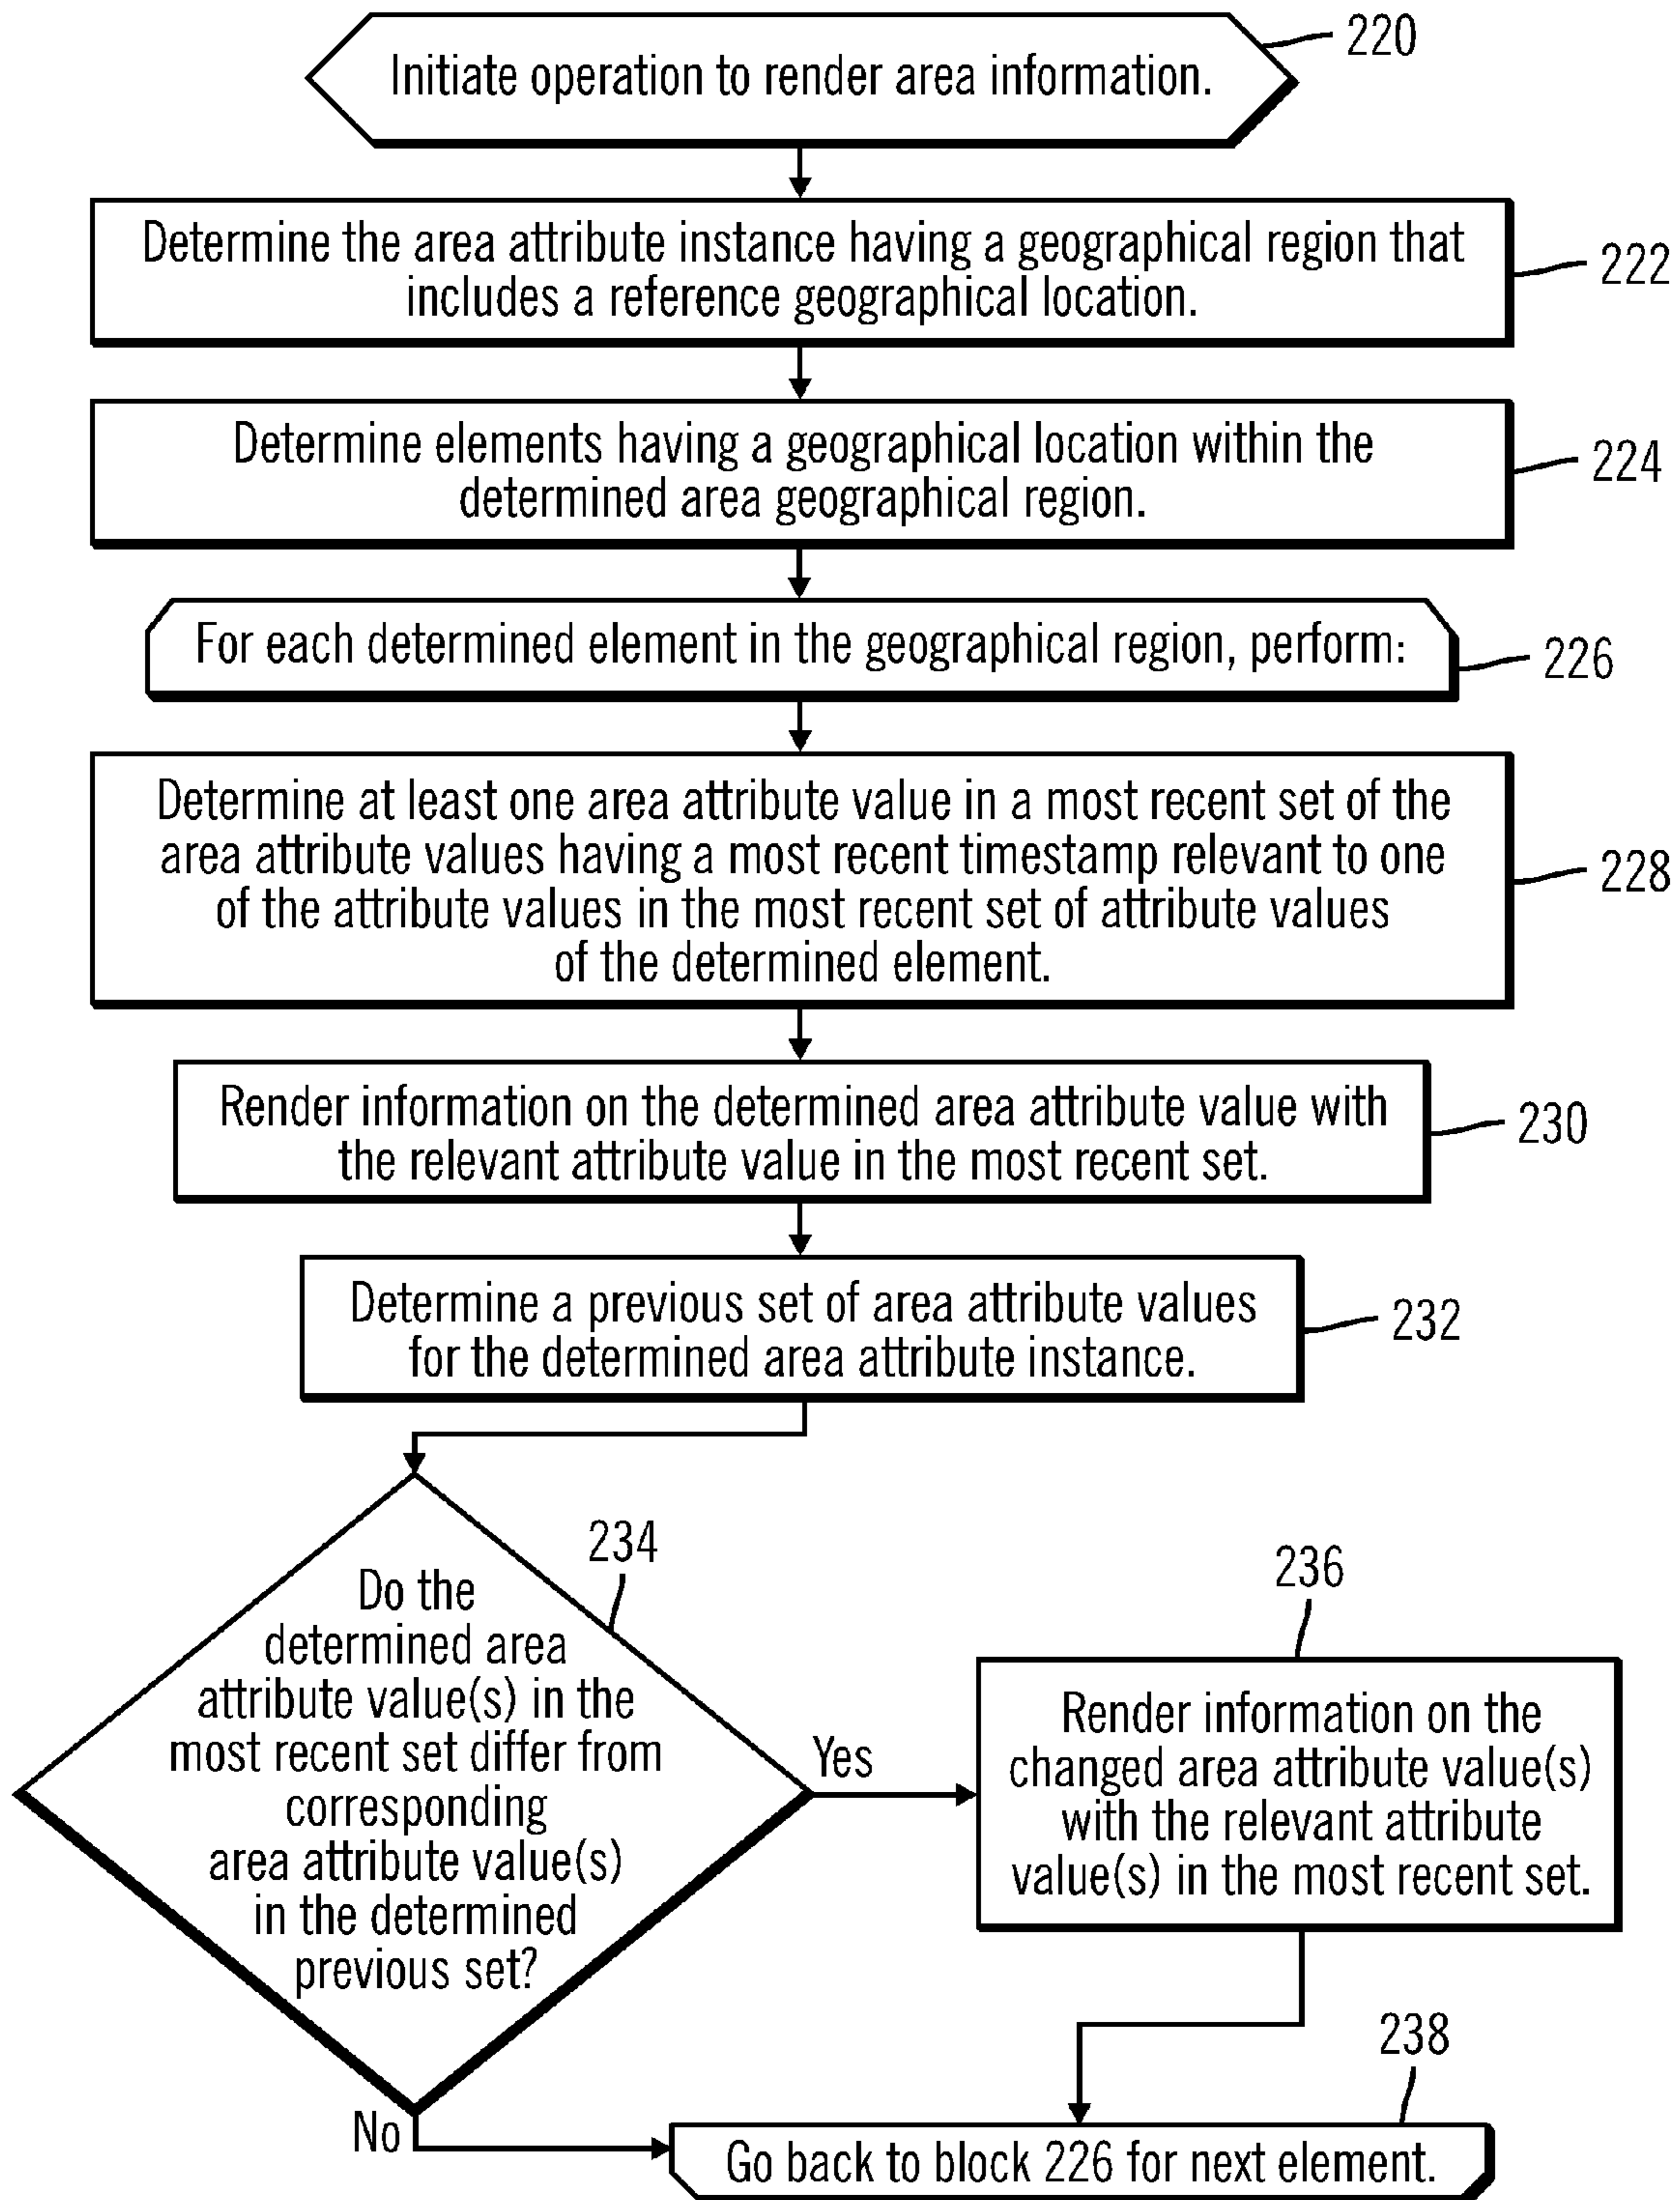 220
Initiate operation to render area information.
Determine the area attribute instance having a geographical region that
includes a reference geographical location.
222
Determine elements having a geographical location within the
determined area geographical region.
224
For each determined element in the geographical region, perform:
226
Determine at least one area attribute value in a most recent set of the
area attribute values having a most recent timestamp relevant to one
of the attribute values in the most recent set of attribute values
of the determined element.
228
Render information on the determined area attribute value with
the relevant attribute value in the most recent set.
230
Determine a previous set of area attribute values
for the determined area attribute instance.
232
234
Do the
determined area
attribute value(s) in the
most recent set differ from
corresponding
area attribute value(s)
in the determined
previous set?
Yes
236
Render information on the
changed area attribute value(s)
with the relevant attribute
value(s) in the most recent set.
No
238
Go back to block 226 for next element.